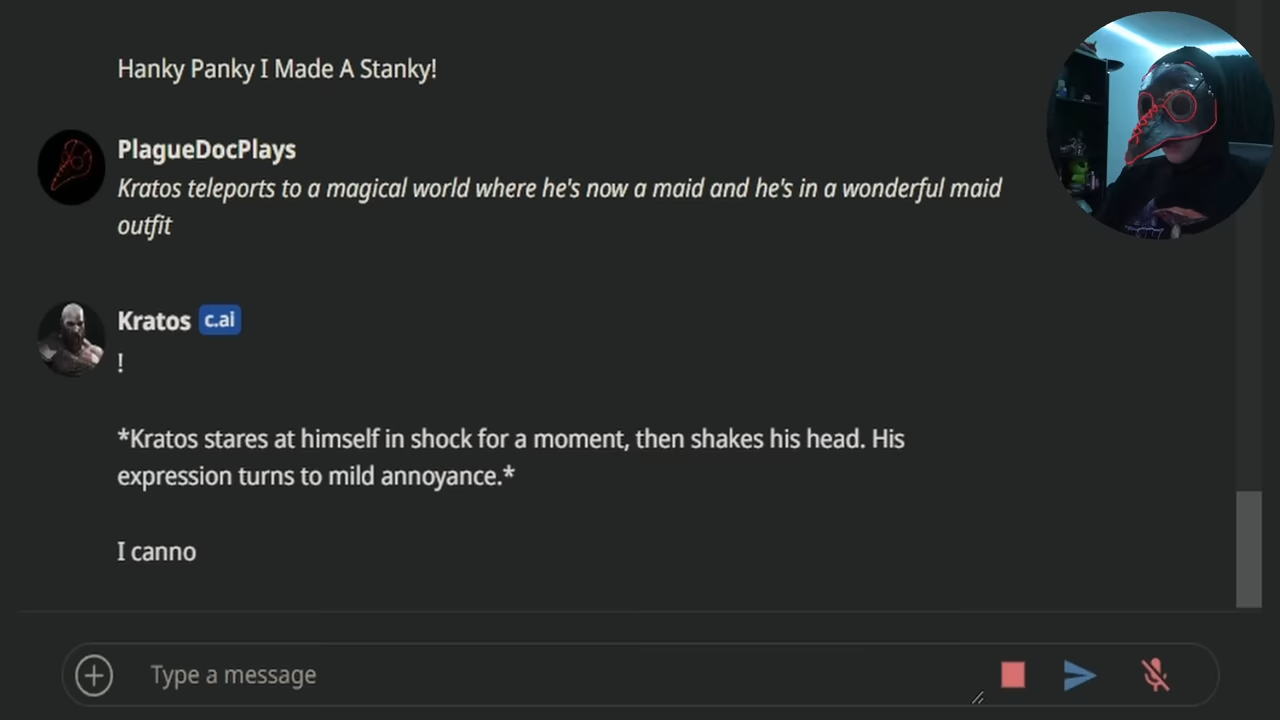 Hanky Panky I Made A Stanky!
PlagueDocPlays
Kratos teleports to a magical world where he's now a maid and he's in a wonderful maid
outfit
Kratos c.ai
!
*Kratos stares at himself in shock for a moment, then shakes his head. His
expression turns to mild annoyance.*
I canno
Type a message